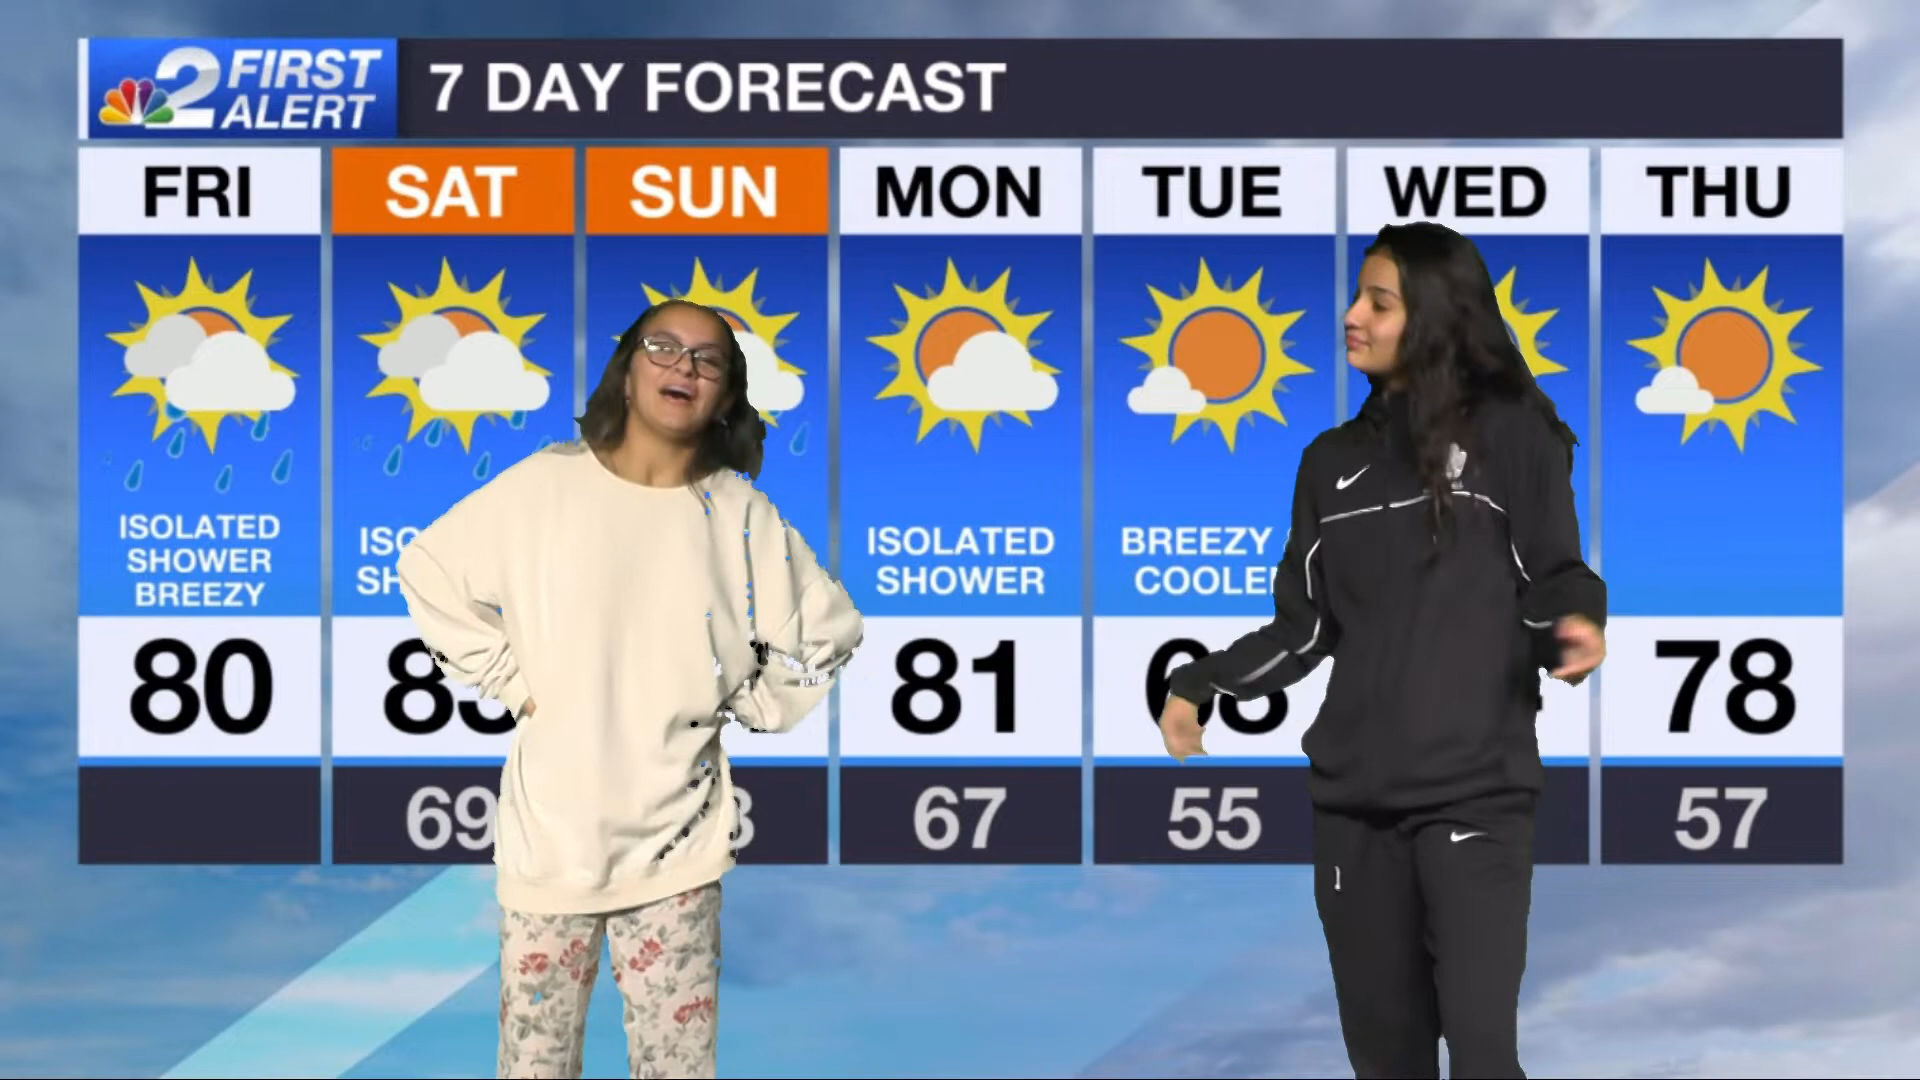 2 FIRST ALERT
7 DAY FORECAST
FRI SAT SUN MON TUE WED THU
ISOLATED SHOWER BREEZY
ISOLATED SHOWER
BREEZY
80 81 78
69 67 55 57